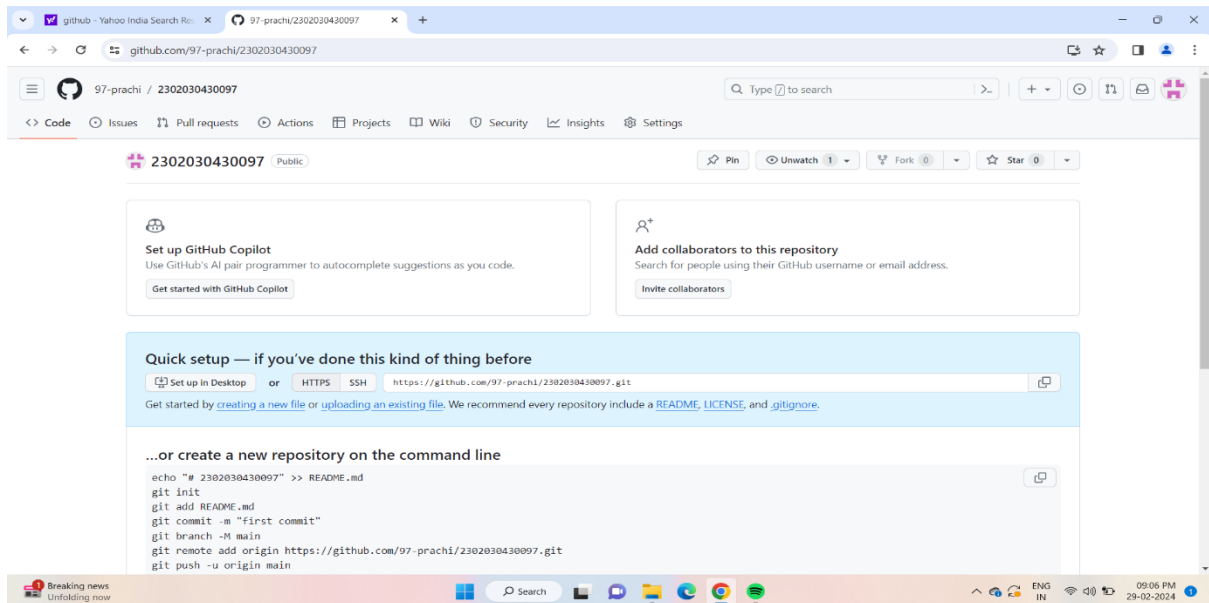 github - Yahoo India Search Res
97-prachi/2302030430097
github.com/97-prachi/2302030430097
97-prachi / 2302030430097
Type / to search
<> Code Issues Pull requests Actions Projects Wiki Security Insights Settings
2302030430097 Public
Pin Unwatch 1 Fork 0 Star 0
Set up GitHub Copilot
Use GitHub's AI pair programmer to autocomplete suggestions as you code.
Get started with GitHub Copilot
Add collaborators to this repository
Search for people using their GitHub username or email address.
Invite collaborators
Quick setup — if you've done this kind of thing before
Set up in Desktop or HTTPS SSH https://github.com/97-prachi/2302030430097.git
Get started by creating a new file or uploading an existing file. We recommend every repository include a README, LICENSE, and .gitignore.
...or create a new repository on the command line
echo "# 2302030430097" >> README.md
git init
git add README.md
git commit -m "first commit"
git branch -M main
git remote add origin https://github.com/97-prachi/2302030430097.git
git push -u origin main
1 Breaking news
Unfolding now
Search
ENG
IN
09:06 PM
29-02-2024
1